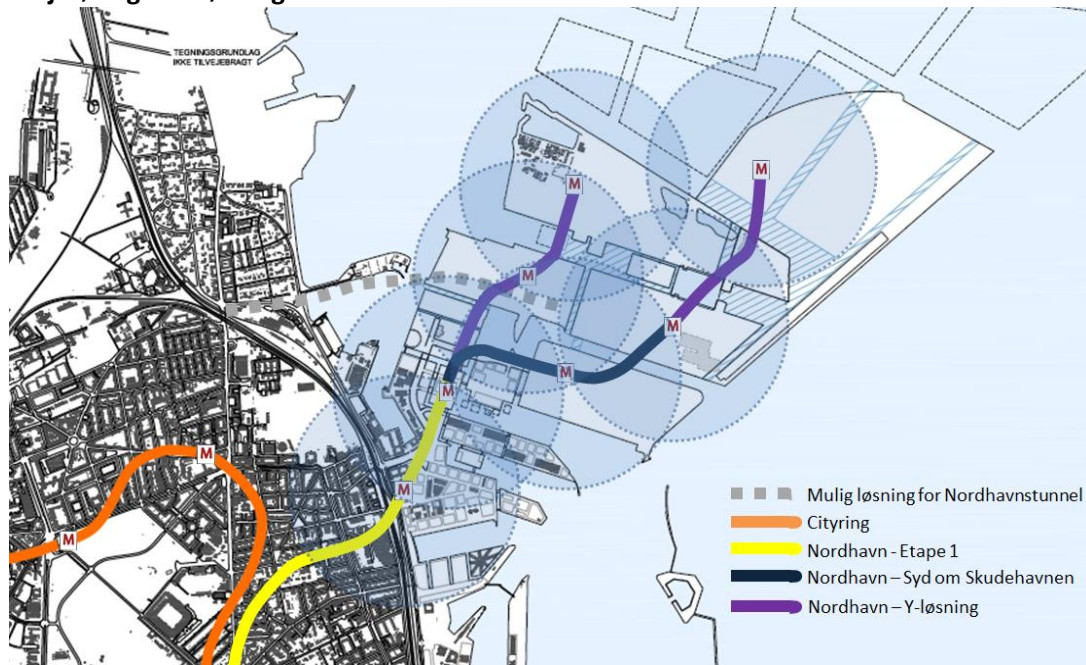 TEGNINGSGRUNDLAG
IKKE TILVEJEBRAGT
M
M
M
M
M
M
M
M
M
Mulig løsning for Nordhavnstunnel
Cityring
Nordhavn - Etape 1
Nordhavn – Syd om Skudehavnen
Nordhavn – Y-løsning